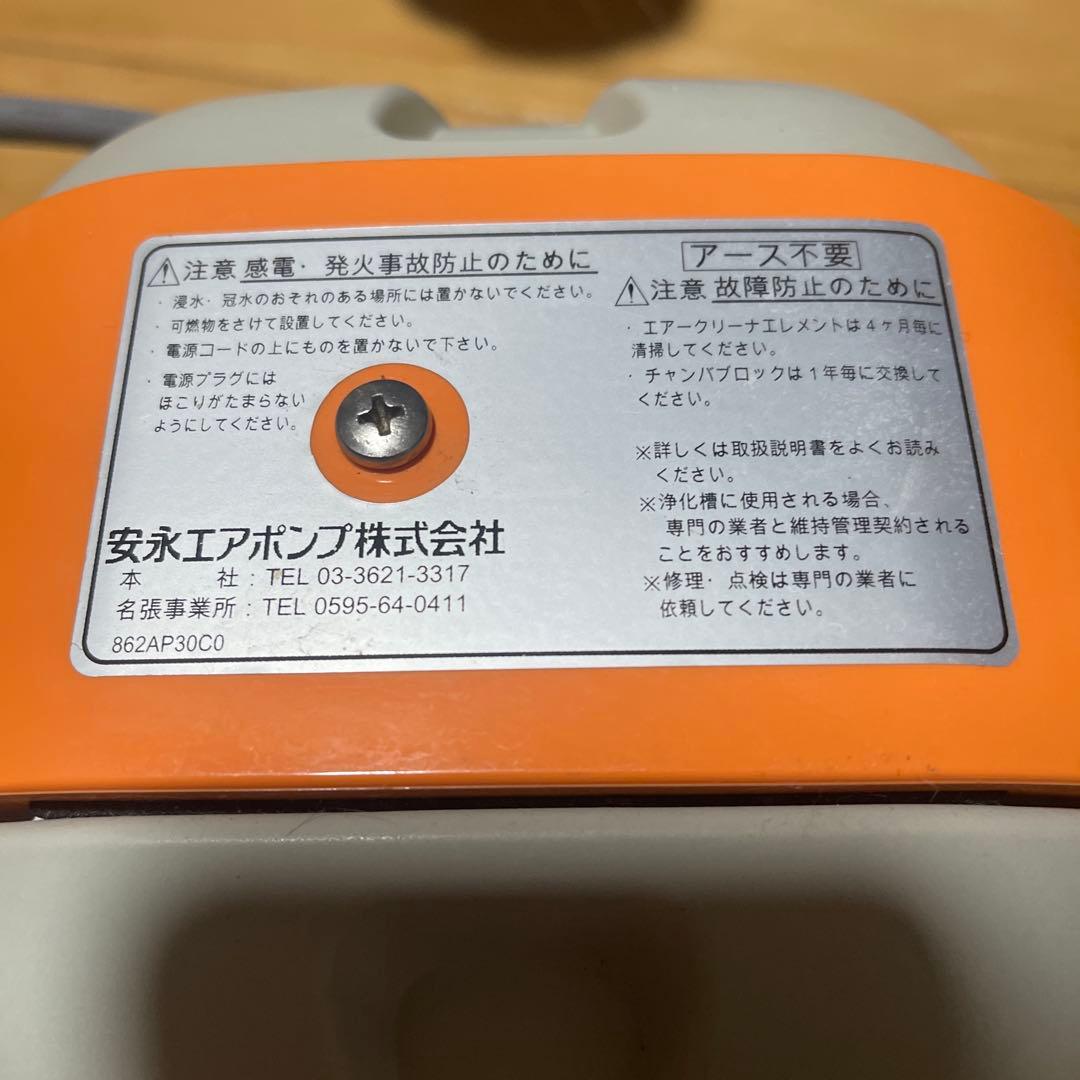 ⚠注意 感電・発火事故防止のために
・浸水・冠水のおそれのある場所には置かないでください。
・可燃物をさけて設置してください。
・電源コードの上にものを置かないで下さい。
・電源プラグには
ほこりがたまらない
ようにしてください。
安永エアポンプ株式会社
本 社：TEL 03-3621-3317
名張事業所：TEL 0595-64-0411
862AP30C0
アース不要
⚠注意 故障防止のために
・エアークリーナエレメントは4ヶ月毎に
清掃してください。
・チャンバブロックは1年毎に交換して
ください。
※詳しくは取扱説明書をよくお読み
ください。
※浄化槽に使用される場合、
専門の業者と維持管理契約される
ことをおすすめします。
※修理・点検は専門の業者に
依頼してください。